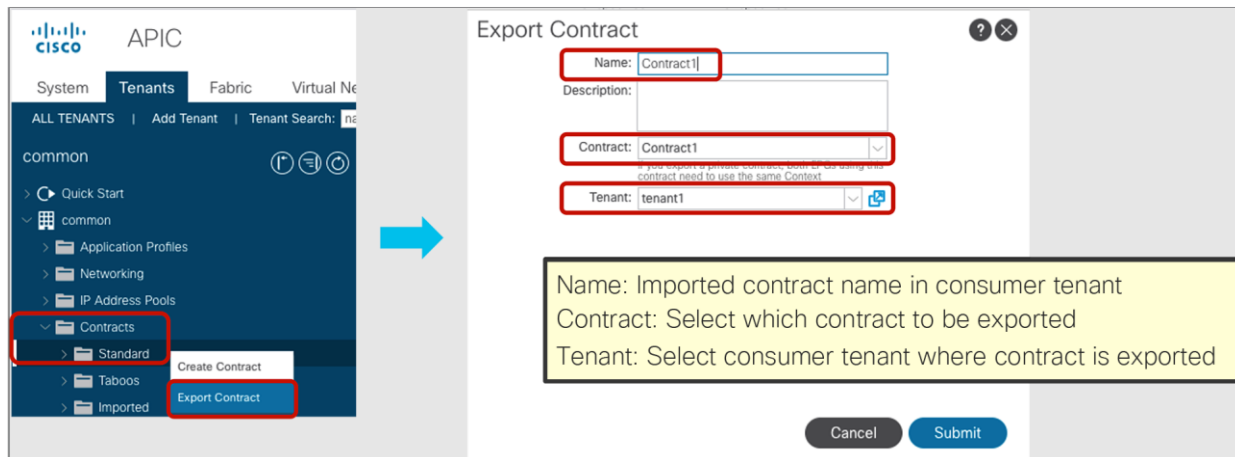 CISCO
APIC
System
Tenants
Fabric
Virtual Ne
ALL TENANTS | Add Tenant | Tenant Search: na
common
Quick Start
common
Application Profiles
Networking
IP Address Pools
Contracts
Standard
Taboos
Imported
Create Contract
Export Contract
Export Contract
Name: Contract1
Description:
Contract: Contract1
If you export a private contract, both EPGs using this
contract need to use the same Context
Tenant: tenant1
Name: Imported contract name in consumer tenant
Contract: Select which contract to be exported
Tenant: Select consumer tenant where contract is exported
Cancel
Submit